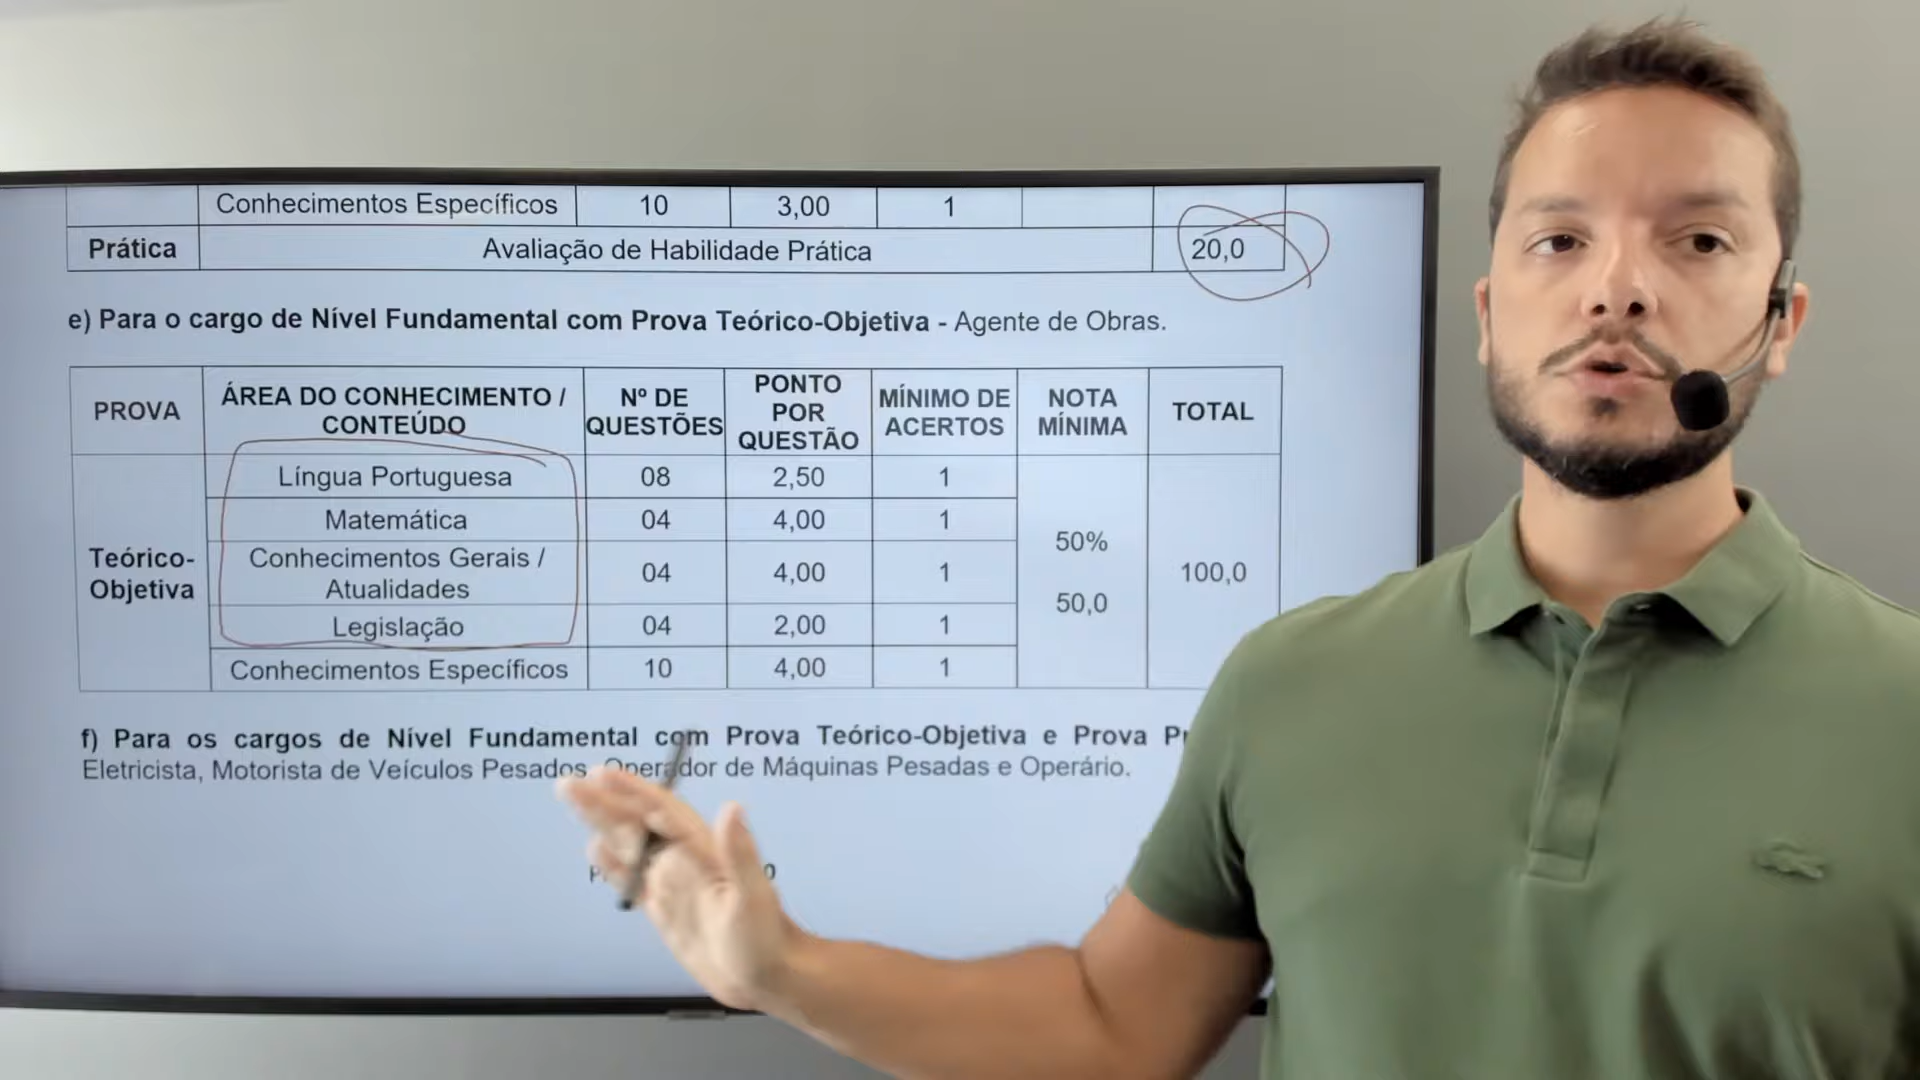 Conhecimentos Específicos 10 3,00 1
Prática Avaliação de Habilidade Prática 20,0
e) Para o cargo de Nível Fundamental com Prova Teórico-Objetiva - Agente de Obras.
PROVA ÁREA DO CONHECIMENTO / CONTEÚDO Nº DE QUESTÕES PONTO POR QUESTÃO MÍNIMO DE ACERTOS NOTA MÍNIMA TOTAL
Teórico-Objetiva
Língua Portuguesa 08 2,50 1
Matemática 04 4,00 1
Conhecimentos Gerais / Atualidades 04 4,00 1
Legislação 04 2,00 1
Conhecimentos Específicos 10 4,00 1
50%
50,0
100,0
f) Para os cargos de Nível Fundamental com Prova Teórico-Objetiva e Prova
Eletricista, Motorista de Veículos Pesados, Operador de Máquinas Pesadas e Operário.